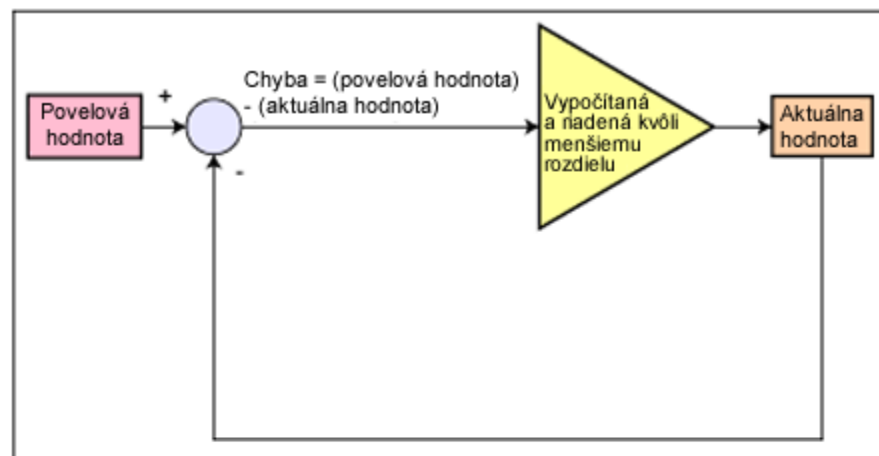 Povelová
hodnota
+
-
Chyba = (povelová hodnota)
- (aktuálna hodnota)
Vypočítaná
a riadená kvôli
menšiemu
rozdielu
Aktuálna
hodnota